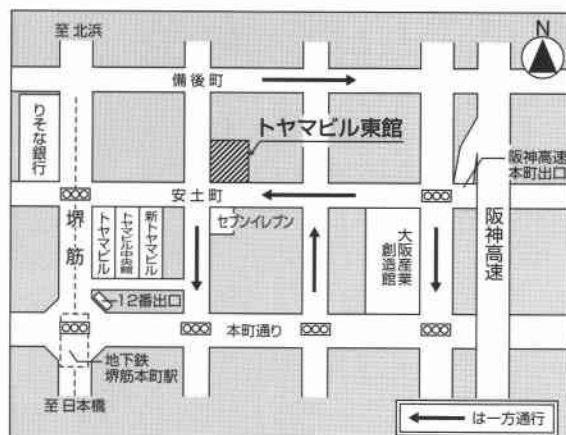 至 北浜
N
備後町
りそな銀行
トヤマビル東館
阪神高速
本町出口
安土町
堺筋
トヤマビル
トヤマビル中央館
新トヤマビル
セブンイレブン
大阪産業
創造館
阪神高速
12番出口
本町通り
地下鉄
堺筋本町駅
至 日本橋
は一方通行